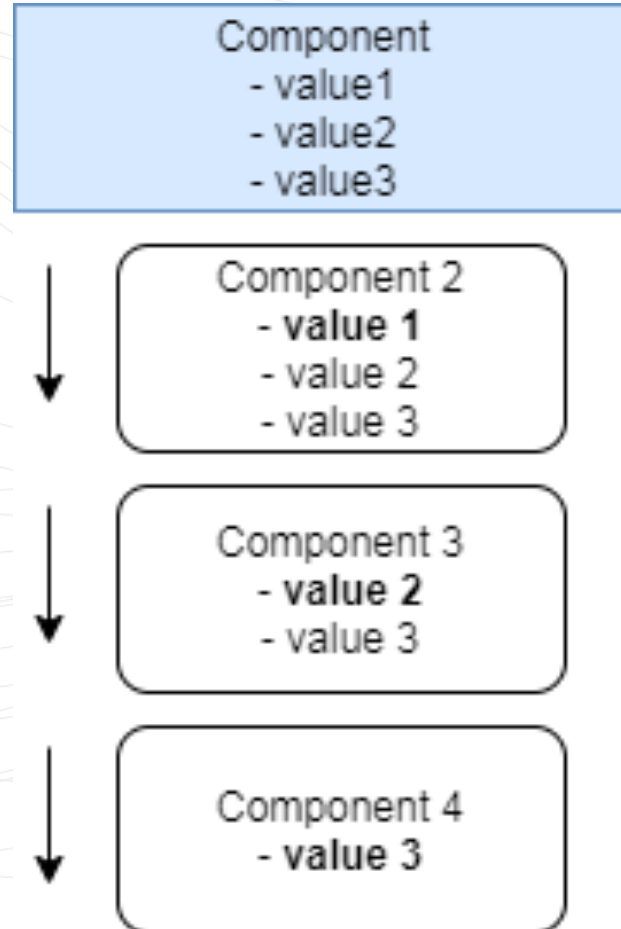 Component
- value1
- value2
- value3
Component 2
- value 1
- value 2
- value 3
Component 3
- value 2
- value 3
Component 4
- value 3